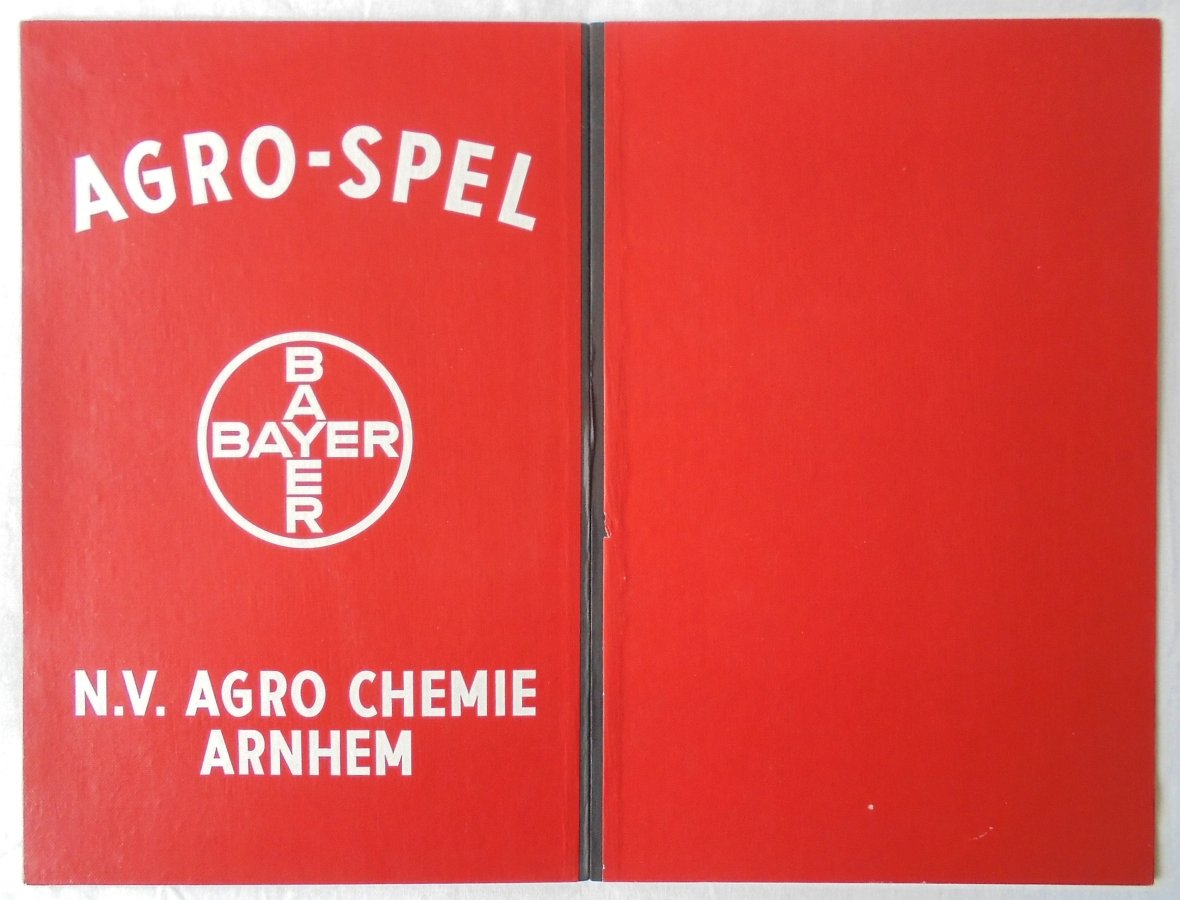 AGRO-SPEL
BAYER
BAYER
N.V. AGRO CHEMIE
ARNHEM